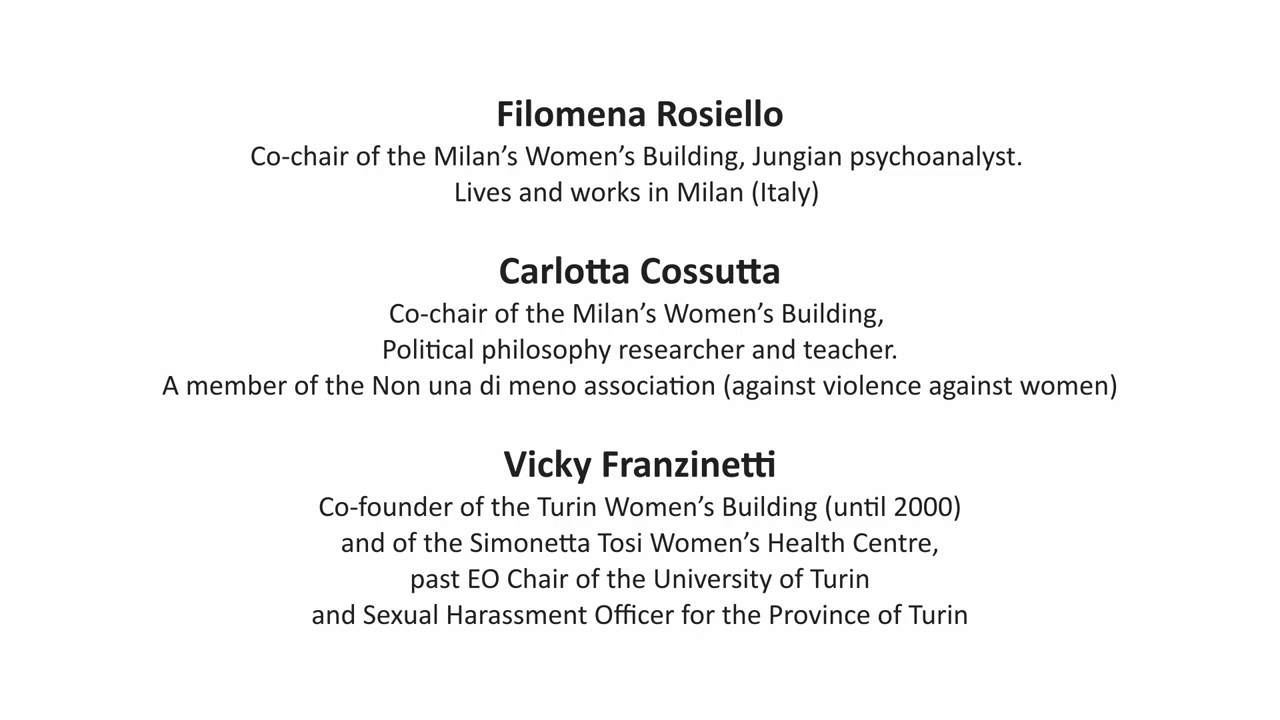 Filomena Rosiello
Co-chair of the Milan’s Women’s Building, Jungian psychoanalyst.
Lives and works in Milan (Italy)
Carlotta Cossutta
Co-chair of the Milan’s Women’s Building,
Political philosophy researcher and teacher.
A member of the Non una di meno association (against violence against women)
Vicky Franzinetti
Co-founder of the Turin Women’s Building (until 2000)
and of the Simonetta Tosi Women’s Health Centre,
past EO Chair of the University of Turin
and Sexual Harassment Officer for the Province of Turin